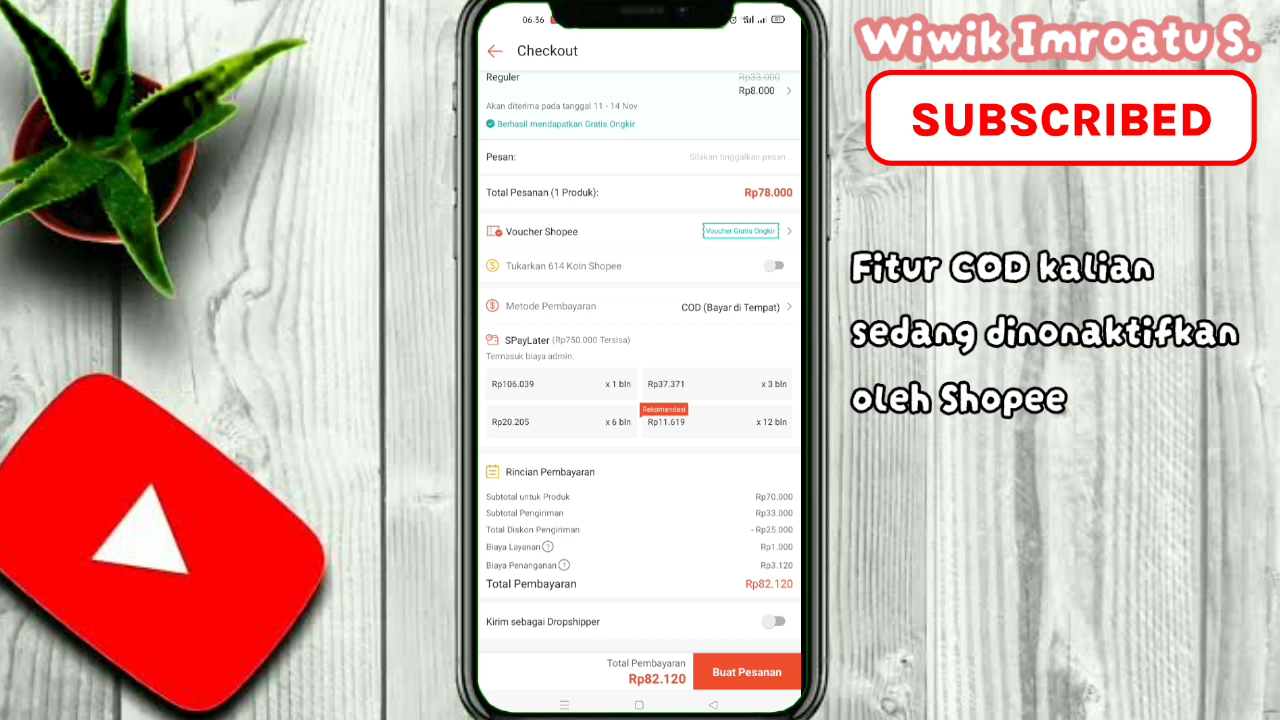 Wiwik Imroatu S.
SUBSCRIBED
Fitur COD kalian
sedang dinonaktifkan
oleh Shopee
06.36
Checkout
Reguler
Rp33.000
Rp8.000
Akan diterima pada tanggal 11 - 14 Nov
Berhasil mendapatkan Gratis Ongkir
Pesan:
Silakan tinggalkan pesan...
Total Pesanan (1 Produk):
Rp78.000
Voucher Shopee
Voucher Gratis Ongkir
Tukarkan 614 Koin Shopee
Metode Pembayaran
COD (Bayar di Tempat)
SPayLater (Rp750.000 Tersisa)
Termasuk biaya admin.
Rp106.039 x 1 bln
Rp37.371 x 3 bln
Rekomendasi
Rp20.205 x 6 bln
Rp11.619 x 12 bln
Rincian Pembayaran
Subtotal untuk Produk Rp70.000
Subtotal Pengiriman Rp33.000
Total Diskon Pengiriman - Rp25.000
Biaya Layanan ? Rp1.000
Biaya Penanganan ? Rp3.120
Total Pembayaran Rp82.120
Kirim sebagai Dropshipper
Total Pembayaran
Rp82.120
Buat Pesanan